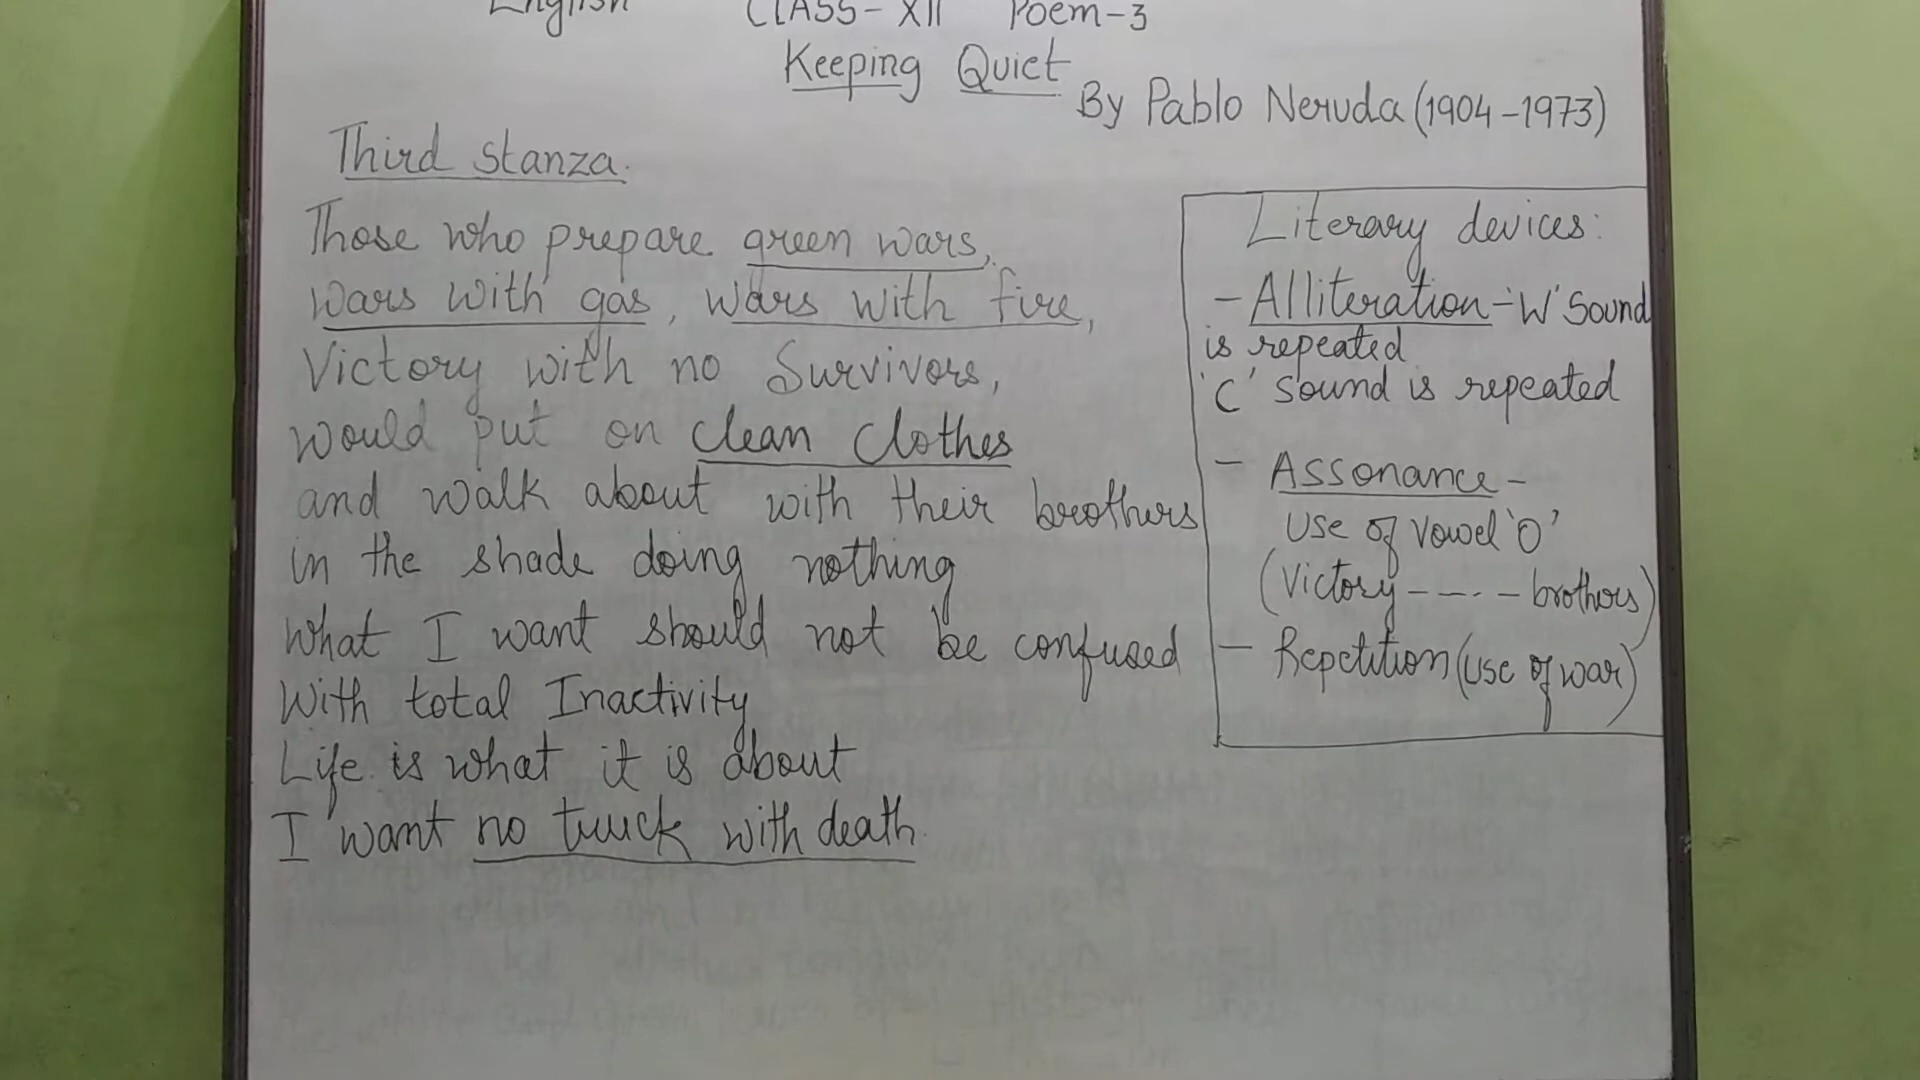 English CLASS-XII Poem-3
Keeping Quiet
By Pablo Neruda (1904-1973)
Third Stanza.
Those who prepare green wars,
wars with gas, wars with fire,
Victory with no Survivors,
would put on clean clothes
and walk about with their brothers
in the shade doing nothing
What I want should not be confused
With total Inactivity
Life is what it is about
I want no truck with death.
Literary devices:
- Alliteration - 'W' Sound
is repeated
'C' Sound is repeated
- Assonance -
Use of Vowel 'O'
(Victory ---- brothers)
- Repetition (Use of war)